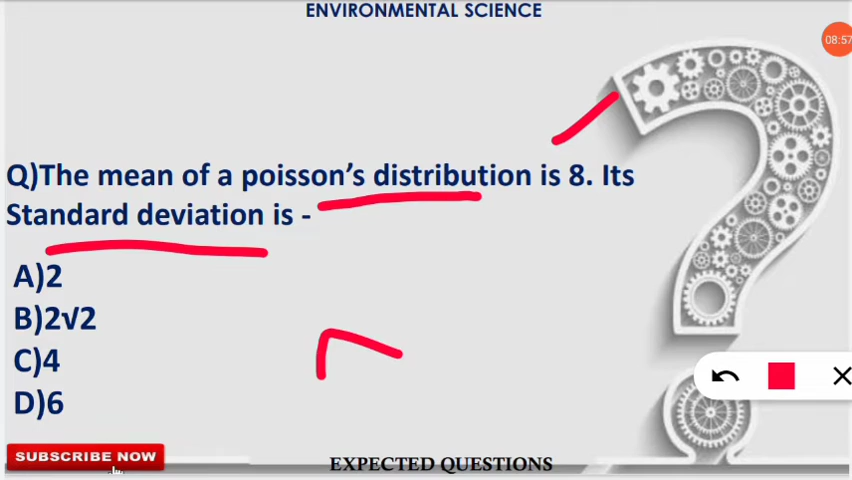 ENVIRONMENTAL SCIENCE
08:57
Q)The mean of a poisson's distribution is 8. Its
Standard deviation is -
A)2
B)2√2
C)4
D)6
SUBSCRIBE NOW
EXPECTED QUESTIONS